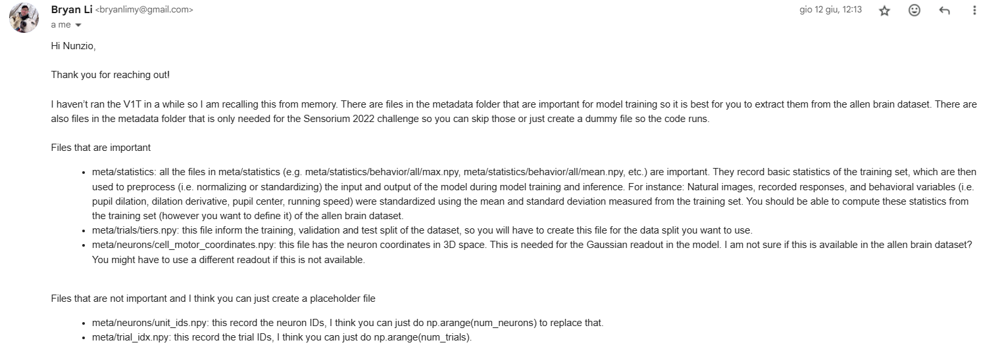 Bryan Li <bryanlimy@gmail.com>
gio 12 giu, 12:13
a me
Hi Nunzio,
Thank you for reaching out!
I haven't ran the V1T in a while so I am recalling this from memory. There are files in the metadata folder that are important for model training so it is best for you to extract them from the allen brain dataset. There are
also files in the metadata folder that is only needed for the Sensorium 2022 challenge so you can skip those or just create a dummy file so the code runs.
Files that are important
• meta/statistics: all the files in meta/statistics (e.g. meta/statistics/behavior/all/max.npy, meta/statistics/behavior/all/mean.npy, etc.) are important. They record basic statistics of the training set, which are then
used to preprocess (i.e. normalizing or standardizing) the input and output of the model during model training and inference. For instance: Natural images, recorded responses, and behavioral variables (i.e.
pupil dilation, dilation derivative, pupil center, running speed) were standardized using the mean and standard deviation measured from the training set. You should be able to compute these statistics from
the training set (however you want to define it) of the allen brain dataset.
• meta/trials/tiers.npy: this file inform the training, validation and test split of the dataset, so you will have to create this file for the data split you want to use.
• meta/neurons/cell_motor_coordinates.npy: this file has the neuron coordinates in 3D space. This is needed for the Gaussian readout in the model. I am not sure if this is available in the allen brain dataset?
You might have to use a different readout if this is not available.
Files that are not important and I think you can just create a placeholder file
• meta/neurons/unit_ids.npy: this record the neuron IDs, I think you can just do np.arange(num_neurons) to replace that.
• meta/trial_idx.npy: this record the trial IDs, I think you can just do np.arange(num_trials).